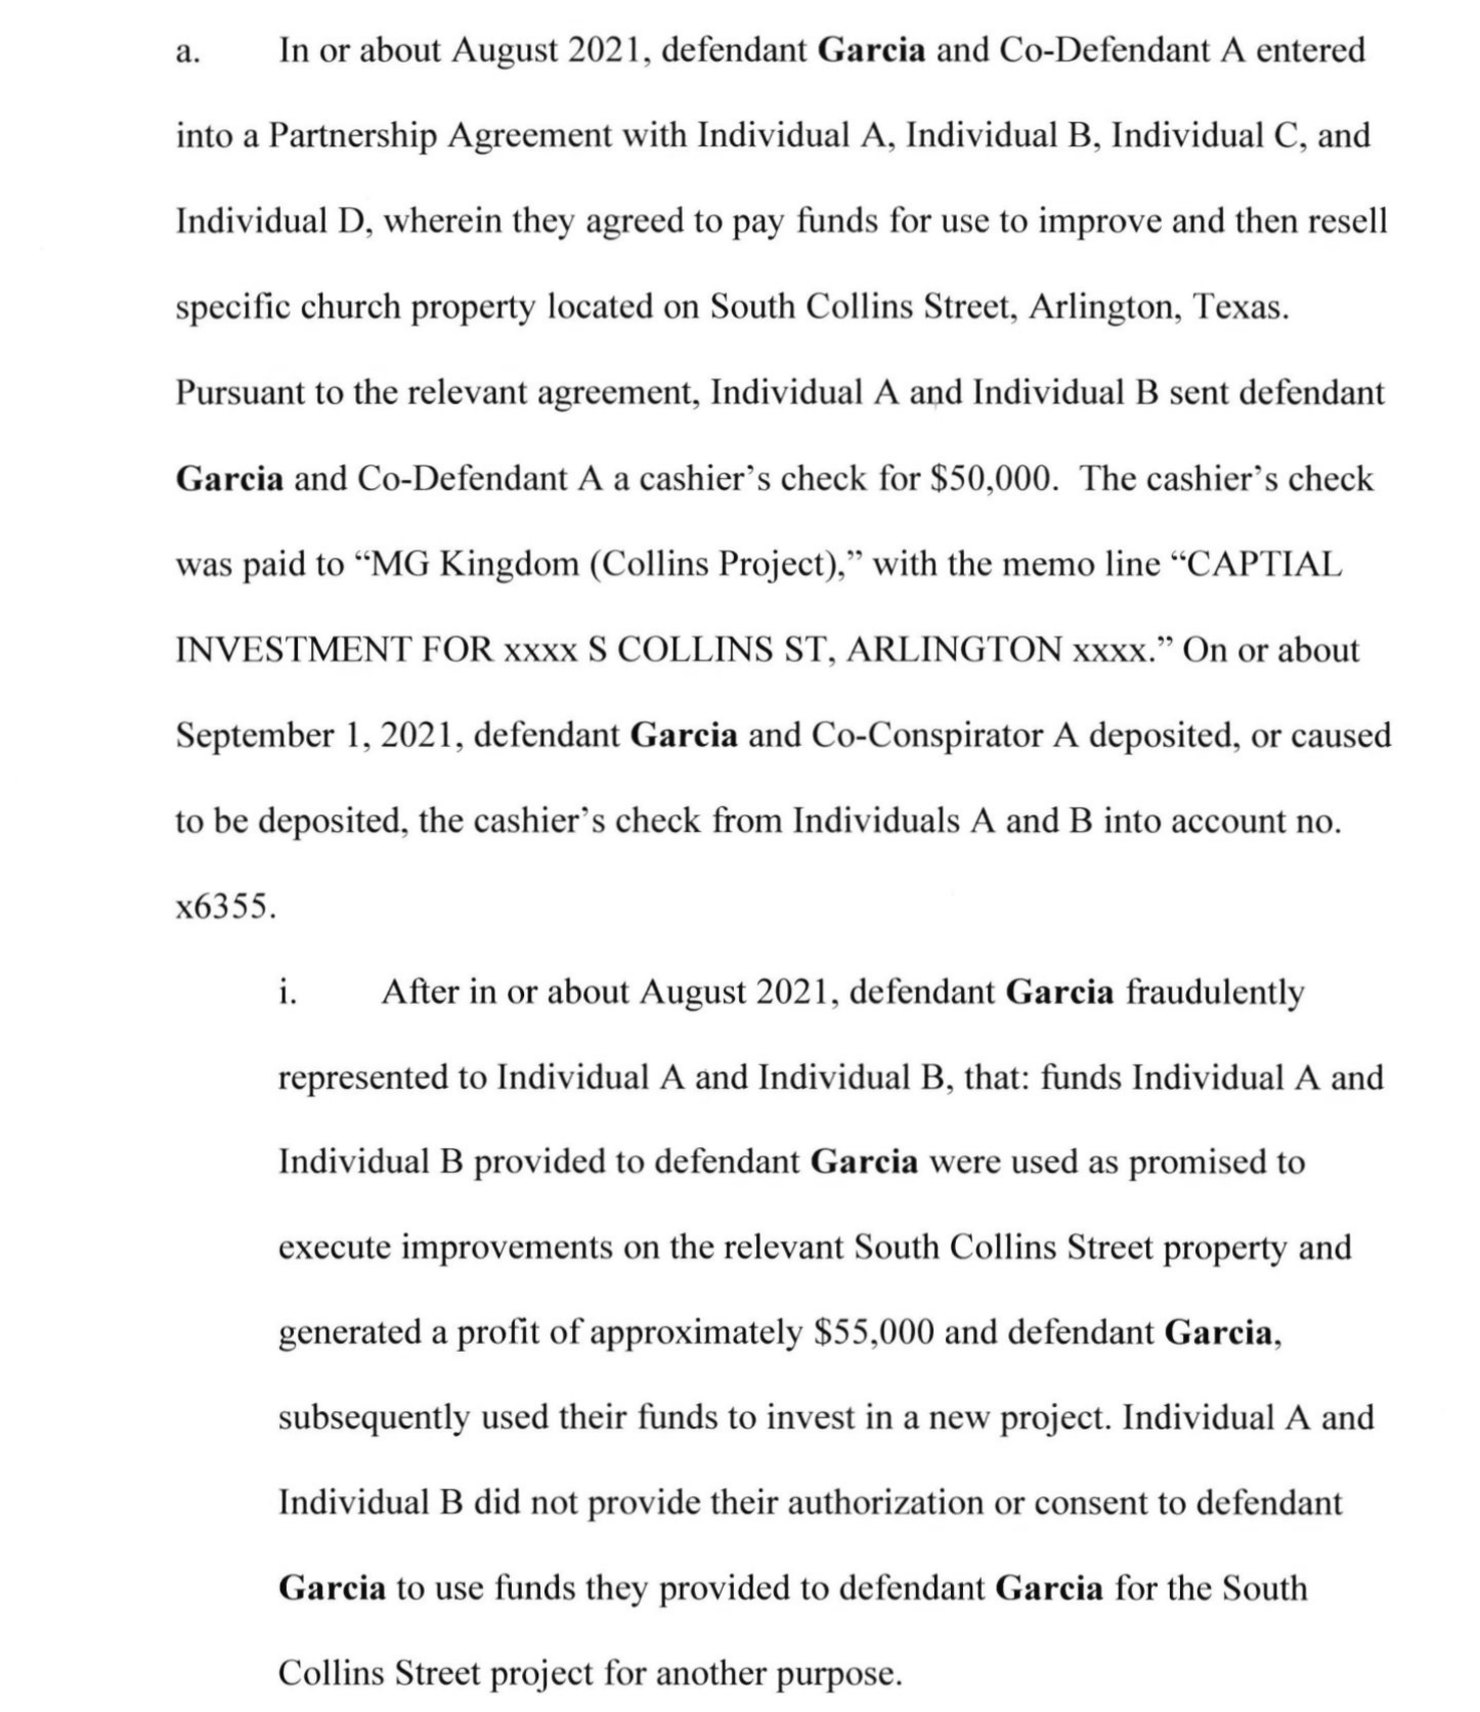 a. In or about August 2021, defendant Garcia and Co-Defendant A entered
into a Partnership Agreement with Individual A, Individual B, Individual C, and
Individual D, wherein they agreed to pay funds for use to improve and then resell
specific church property located on South Collins Street, Arlington, Texas.
Pursuant to the relevant agreement, Individual A and Individual B sent defendant
Garcia and Co-Defendant A a cashier’s check for $50,000.  The cashier’s check
was paid to “MG Kingdom (Collins Project),” with the memo line “CAPTIAL
INVESTMENT FOR xxxx S COLLINS ST, ARLINGTON xxxx.” On or about
September 1, 2021, defendant Garcia and Co-Conspirator A deposited, or caused
to be deposited, the cashier’s check from Individuals A and B into account no.
x6355.
i. After in or about August 2021, defendant Garcia fraudulently
represented to Individual A and Individual B, that: funds Individual A and
Individual B provided to defendant Garcia were used as promised to
execute improvements on the relevant South Collins Street property and
generated a profit of approximately $55,000 and defendant Garcia,
subsequently used their funds to invest in a new project. Individual A and
Individual B did not provide their authorization or consent to defendant
Garcia to use funds they provided to defendant Garcia for the South
Collins Street project for another purpose.